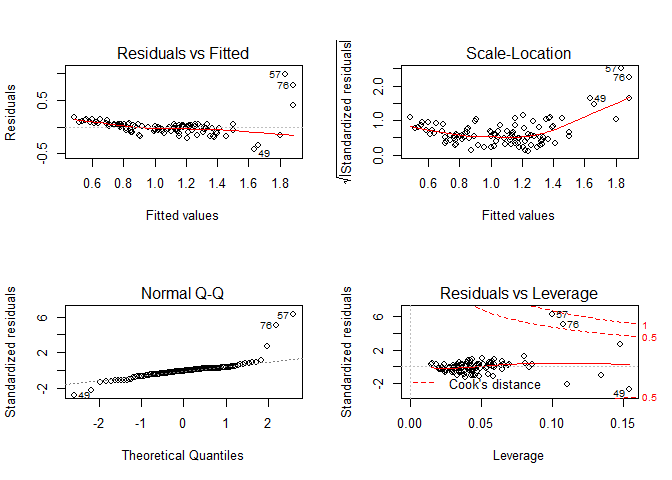 Residuals vs Fitted
Residuals
-0.5
0.5
57
76
49
0.6 0.8 1.0 1.2 1.4 1.6 1.8
Fitted values
Scale-Location
√|Standardized residuals|
0.0 1.0 2.0
57
76
49
0.6 0.8 1.0 1.2 1.4 1.6 1.8
Fitted values
Normal Q-Q
Standardized residuals
-2
2
6
57
76
49
-2 -1 0 1 2
Theoretical Quantiles
Residuals vs Leverage
Standardized residuals
-2
2
6
57
76
49
1
0.5
0.5
Cook's distance
0.00 0.05 0.10 0.15
Leverage